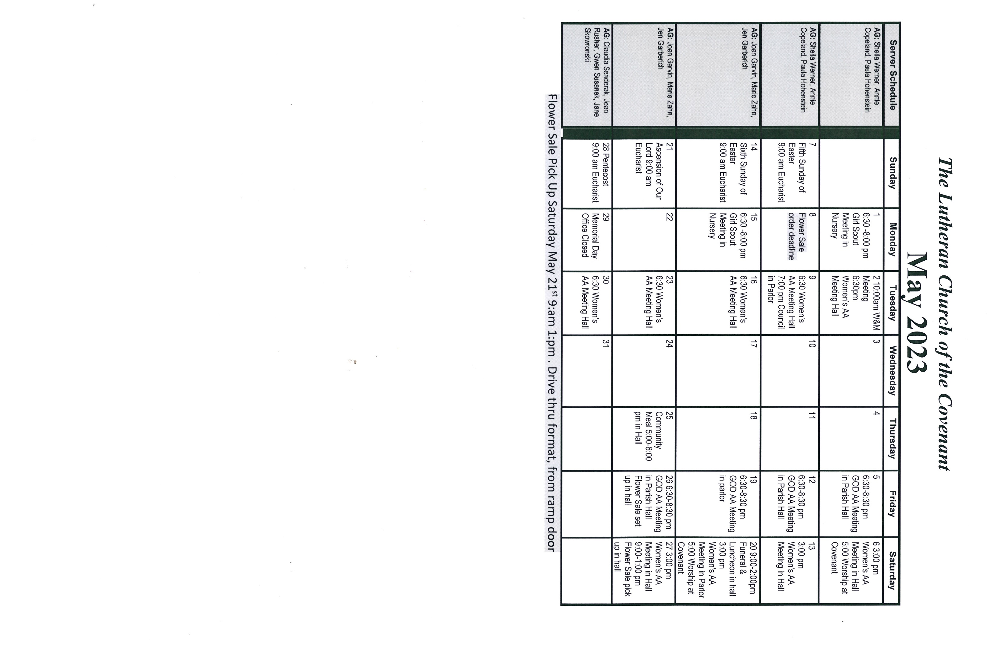 The Lutheran Church of the Covenant
May 2023
Server Schedule
Sunday
Monday
Tuesday
Wednesday
Thursday
Friday
Saturday
AG: Sheila Werner, Annie
Copeland, Paula Hohenstein
1
6:30 -8:00 pm
Girl Scout
Meeting in
Nursery
2 10:00am W&M
Meeting
6:30pm
Women's AA
Meeting Hall
3
4
5
6:30-8:30 pm
GOD AA Meeting
in Parish Hall
6 3:00 pm
Women's AA
Meeting in Hall
5:00 Worship at
Covenant
AG: Sheila Werner, Annie
Copeland, Paula Hohenstein
7
Fifth Sunday of
Easter
9:00 am Eucharist
8
Flower Sale
order deadline
9
6:30 Women's
AA Meeting Hall
7:00 pm Council
in Parlor
10
11
12
6:30-8:30 pm
GOD AA Meeting
in Parish Hall
13
3:00 pm
Women's AA
Meeting in Hall
AG: Joan Garvin, Marie Zahn,
Jen Garberich
14
Sixth Sunday of
Easter
9:00 am Eucharist
15
6:30 -8:00 pm
Girl Scout
Meeting in
Nursery
16
6:30 Women's
AA Meeting Hall
17
18
19
6:30-8:30 pm
GOD AA Meeting
in parlor
20 9:00-2:00pm
Funeral &
Luncheon in hall
3:00 pm
Women's AA
Meeting in Parlor
5:00 Worship at
Covenant
AG: Joan Garvin, Marie Zahn,
Jen Garberich
21
Ascension of Our
Lord 9:00 am
Eucharist
22
23
6:30 Women's
AA Meeting Hall
24
25
Community
Meal 5:00-6:00
pm in Hall
26 6:30-8:30 pm
GOD AA Meeting
in Parish Hall
Flower Sale set
up in hall
27 3:00 pm
Women's AA
Meeting in Hall
9:00-1:00 pm
Flower Sale pick
up in hall
AG: Claudia Senderak, Jean
Rusher, Gwen Susanek, Jane
Skowronski
28 Pentecost
9:00 am Eucharist
29
Memorial Day
Office Closed
30
6:30 Women's
AA Meeting Hall
31
Flower Sale Pick Up Saturday May 21st 9:am 1:pm . Drive thru format, from ramp door